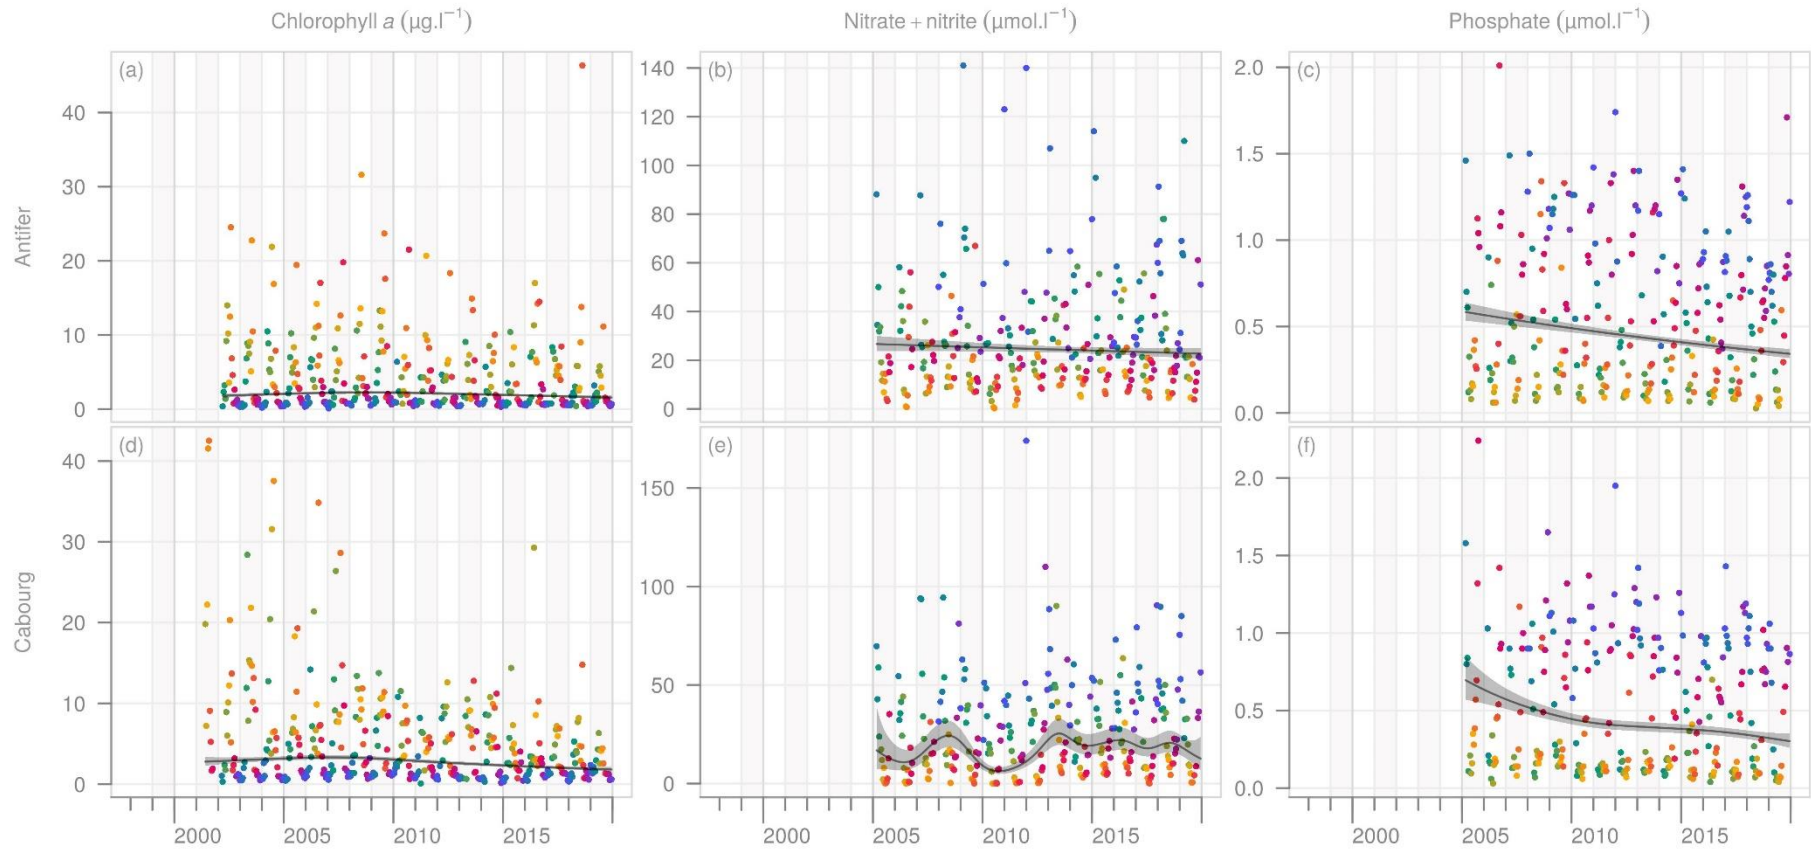 Chlorophyll a (µg.l⁻¹)
Nitrate + nitrite (µmol.l⁻¹)
Phosphate (µmol.l⁻¹)
Antifer
(a)
40
30
20
10
0
(b)
140
120
100
80
60
40
20
0
(c)
2.0
1.5
1.0
0.5
0.0
Cabourg
(d)
40
30
20
10
0
(e)
150
100
50
0
(f)
2.0
1.5
1.0
0.5
0.0
2000 2005 2010 2015
2000 2005 2010 2015
2000 2005 2010 2015